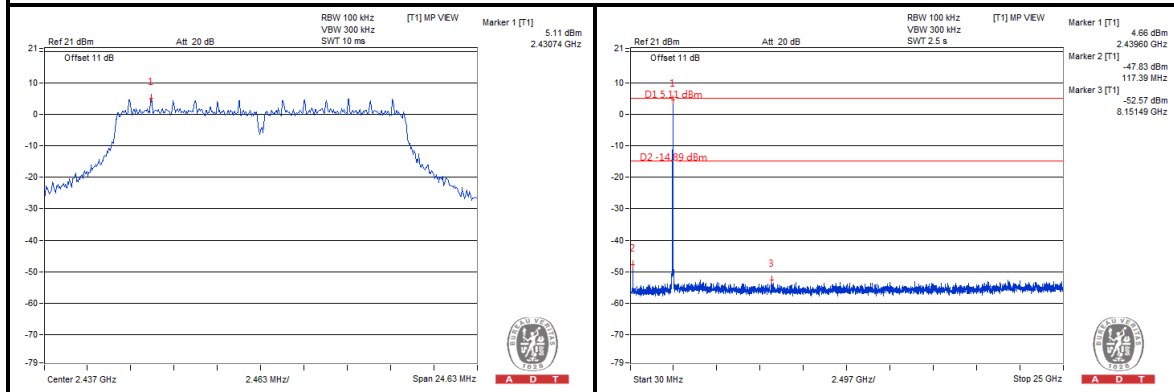 RBW 100 kHz
[T1] MP VIEW
VBW 300 kHz
Marker 1 [T1]
5.11 dBm
2.43074 GHz
Ref 21 dBm
Att 20 dB
SWT 10 ms
21
Offset 11 dB
1
10
0
-10
-20
-30
-40
-50
-60
-70
-79
Center 2.437 GHz
2.463 MHz/
Span 24.63 MHz
BUREAU VERITAS
1828
A D T
RBW 100 kHz
[T1] MP VIEW
VBW 300 kHz
Marker 1 [T1]
4.66 dBm
2.43960 GHz
Marker 2 [T1]
-47.83 dBm
117.39 MHz
Marker 3 [T1]
-52.57 dBm
8.15149 GHz
Ref 21 dBm
Att 20 dB
SWT 2.5 s
21
Offset 11 dB
1
D1 5.11 dBm
D2 -14.89 dBm
2
3
10
0
-10
-20
-30
-40
-50
-60
-70
-79
Start 30 MHz
2.497 GHz/
Stop 25 GHz
BUREAU VERITAS
1828
A D T